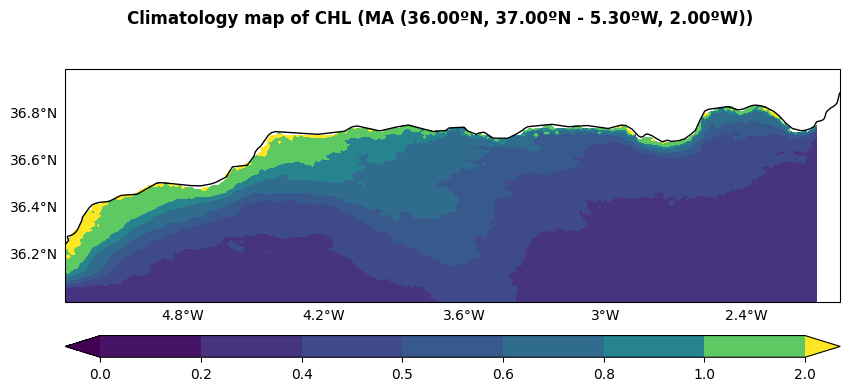 Climatology map of CHL (MA (36.00ºN, 37.00ºN - 5.30ºW, 2.00ºW))
36.8°N
36.6°N
36.4°N
36.2°N
4.8°W 4.2°W 3.6°W 3°W 2.4°W
0.0 0.2 0.4 0.5 0.6 0.8 1.0 2.0